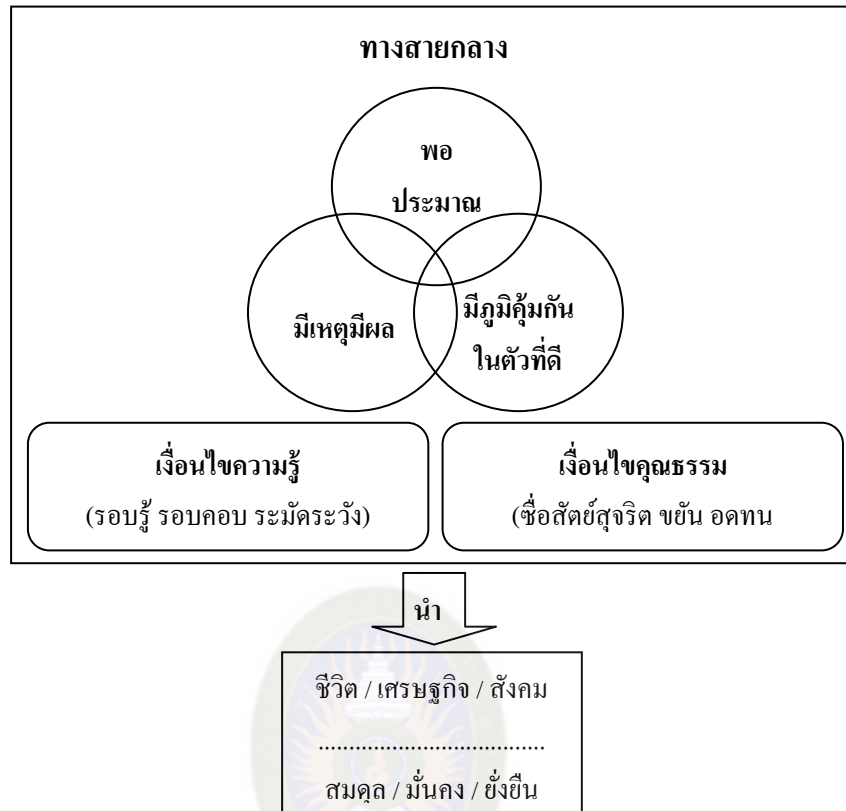 ทางสายกลาง
พอ
ประมาณ
มีเหตุมีผล
มีภูมิคุ้มกัน
ในตัวที่ดี
เงื่อนไขความรู้
(รอบรู้ รอบคอบ ระมัดระวัง)
เงื่อนไขคุณธรรม
(ซื่อสัตย์สุจริต ขยัน อดทน
นำ
ชีวิต / เศรษฐกิจ / สังคม
.....................................
สมดุล / มั่นคง / ยั่งยืน